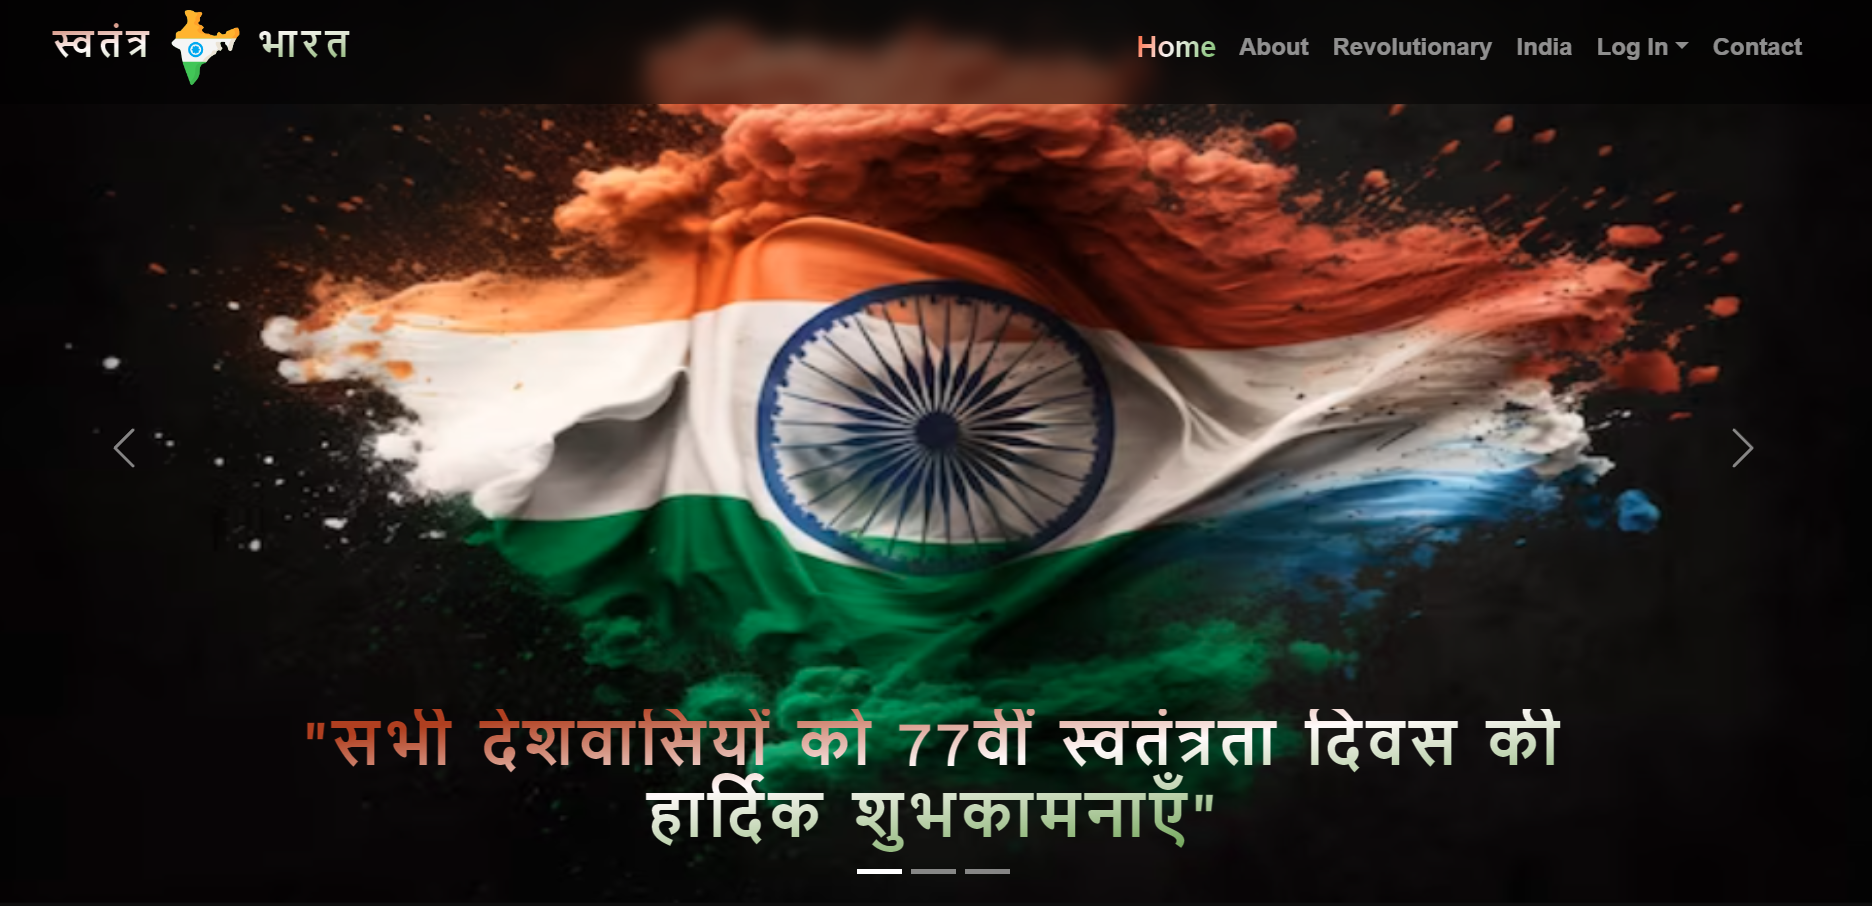 स्वतंत्र भारत
Home About Revolutionary India Log In Contact
"सभी देशवासियों को 77वीं स्वतंत्रता दिवस की
हार्दिक शुभकामनाएँ"